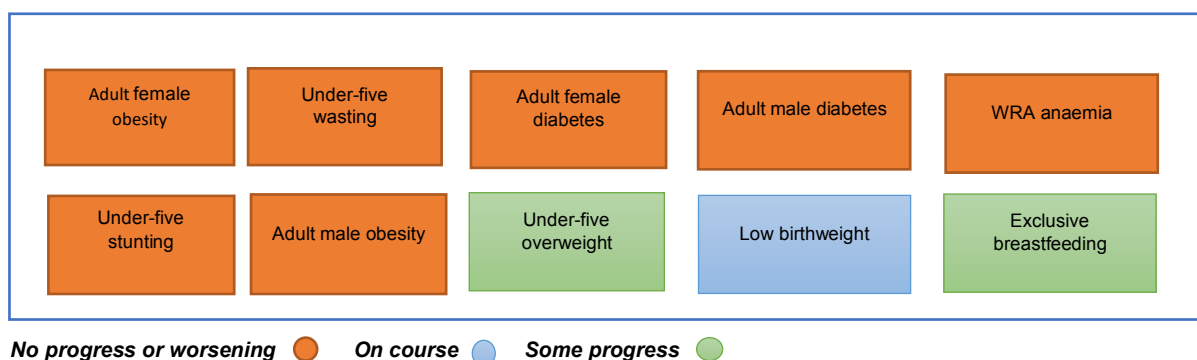 Adult female
obesity
Under-five
wasting
Adult female
diabetes
Adult male diabetes
WRA anaemia
Under-five
stunting
Adult male obesity
Under-five
overweight
Low birthweight
Exclusive
breastfeeding
No progress or worsening On course Some progress